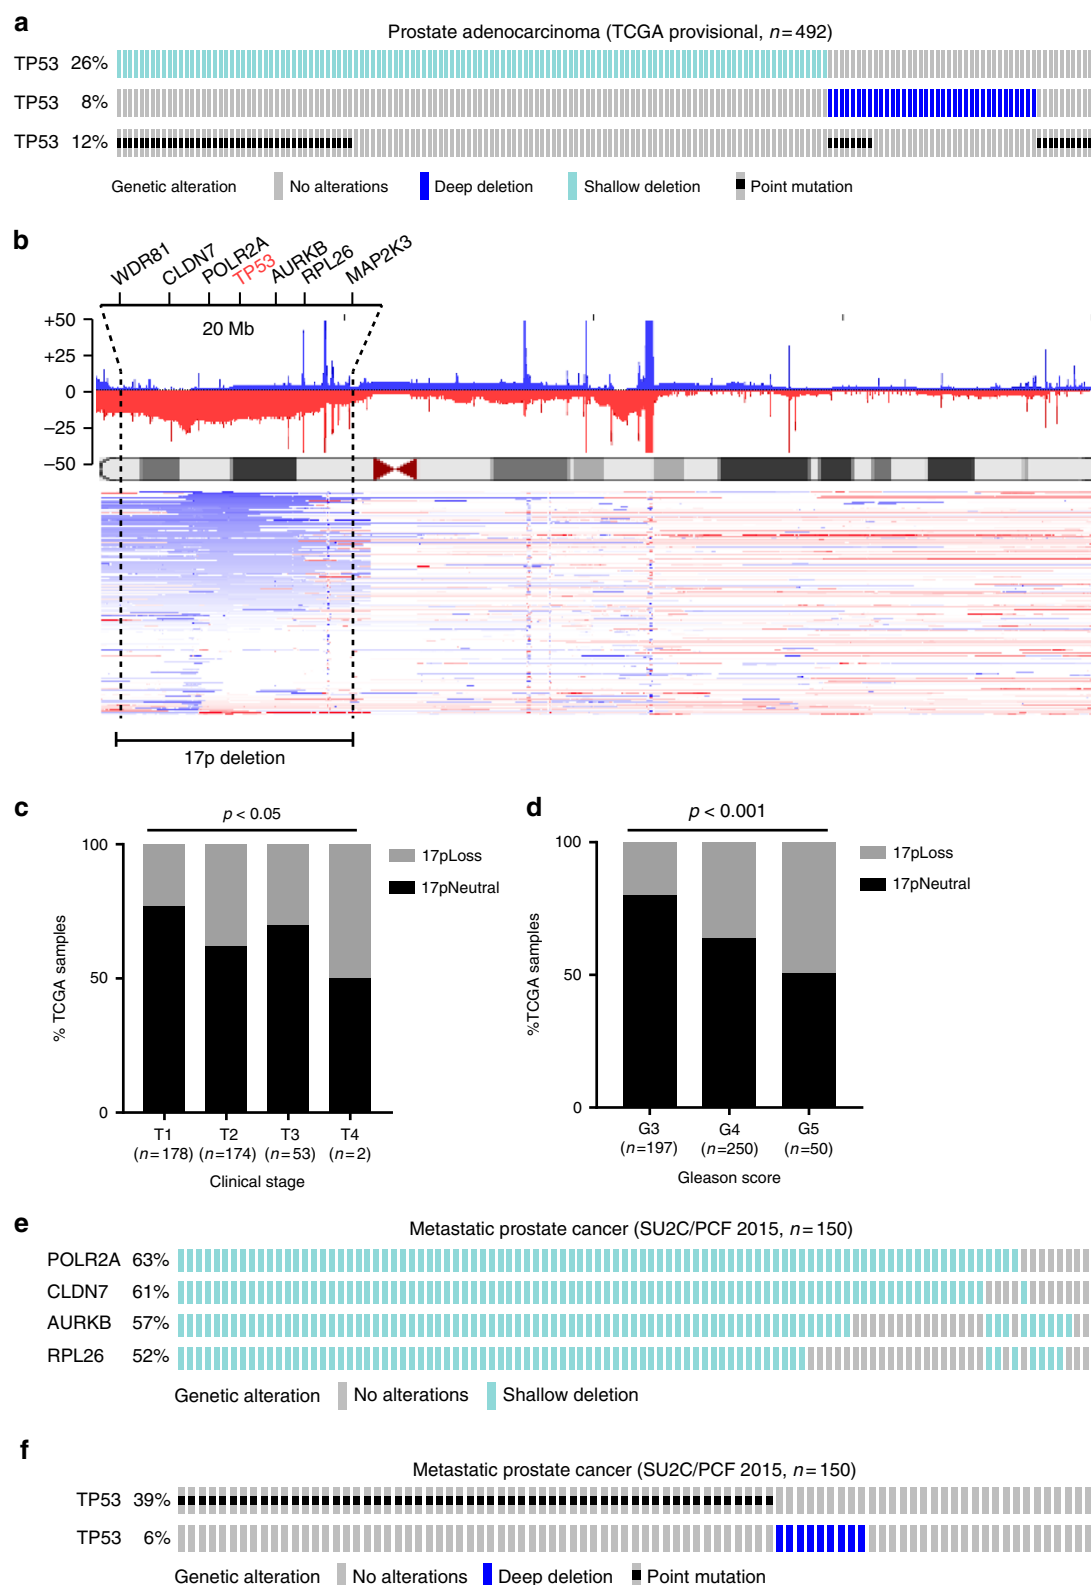 a
Prostate adenocarcinoma (TCGA provisional, n=492)
TP53 26%
TP53 8%
TP53 12%
Genetic alteration No alterations Deep deletion Shallow deletion Point mutation
b
WDR81 CLDN7 POLR2A TP53 AURKB RPL26 MAP2K3
20 Mb
+50
+25
0
−25
−50
17p deletion
c
p < 0.05
100
50
0
% TCGA samples
17pLoss
17pNeutral
T1 T2 T3 T4
(n=178) (n=174) (n=53) (n=2)
Clinical stage
d
p < 0.001
100
50
0
%TCGA samples
17pLoss
17pNeutral
G3 G4 G5
(n=197) (n=250) (n=50)
Gleason score
e
Metastatic prostate cancer (SU2C/PCF 2015, n=150)
POLR2A 63%
CLDN7 61%
AURKB 57%
RPL26 52%
Genetic alteration No alterations Shallow deletion
f
Metastatic prostate cancer (SU2C/PCF 2015, n=150)
TP53 39%
TP53 6%
Genetic alteration No alterations Deep deletion Point mutation